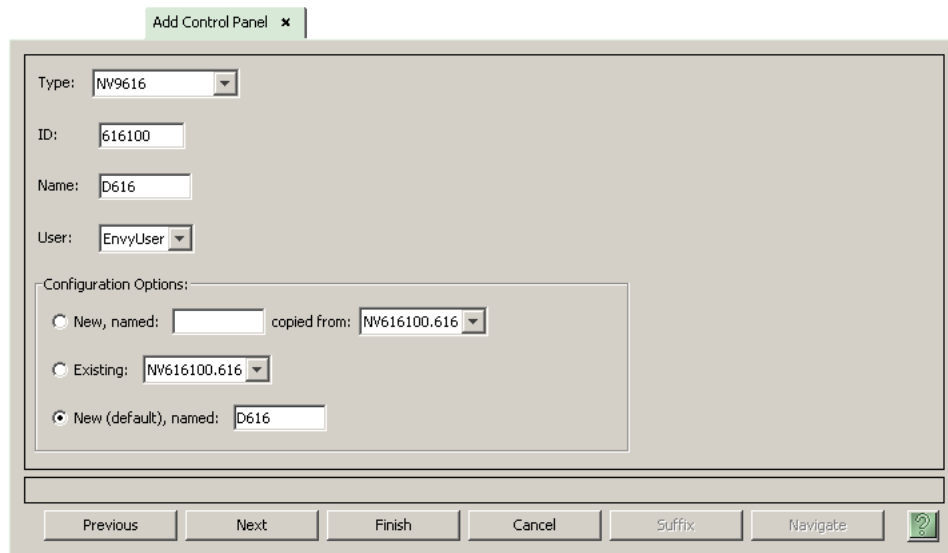 Add Control Panel ×
Type: NV9616
ID: 616100
Name: D616
User: EnvyUser
Configuration Options:
New, named: copied from: NV616100.616
Existing: NV616100.616
New (default), named: D616
Previous Next Finish Cancel Suffix Navigate ?